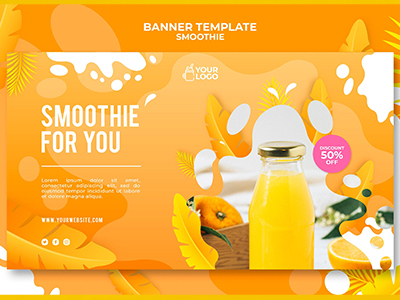 BANNER TEMPLATE
SMOOTHIE
YOUR
LOGO
SMOOTHIE
FOR YOU
DISCOUNT
50%
OFF
WWW.YOURWEBSITE.COM